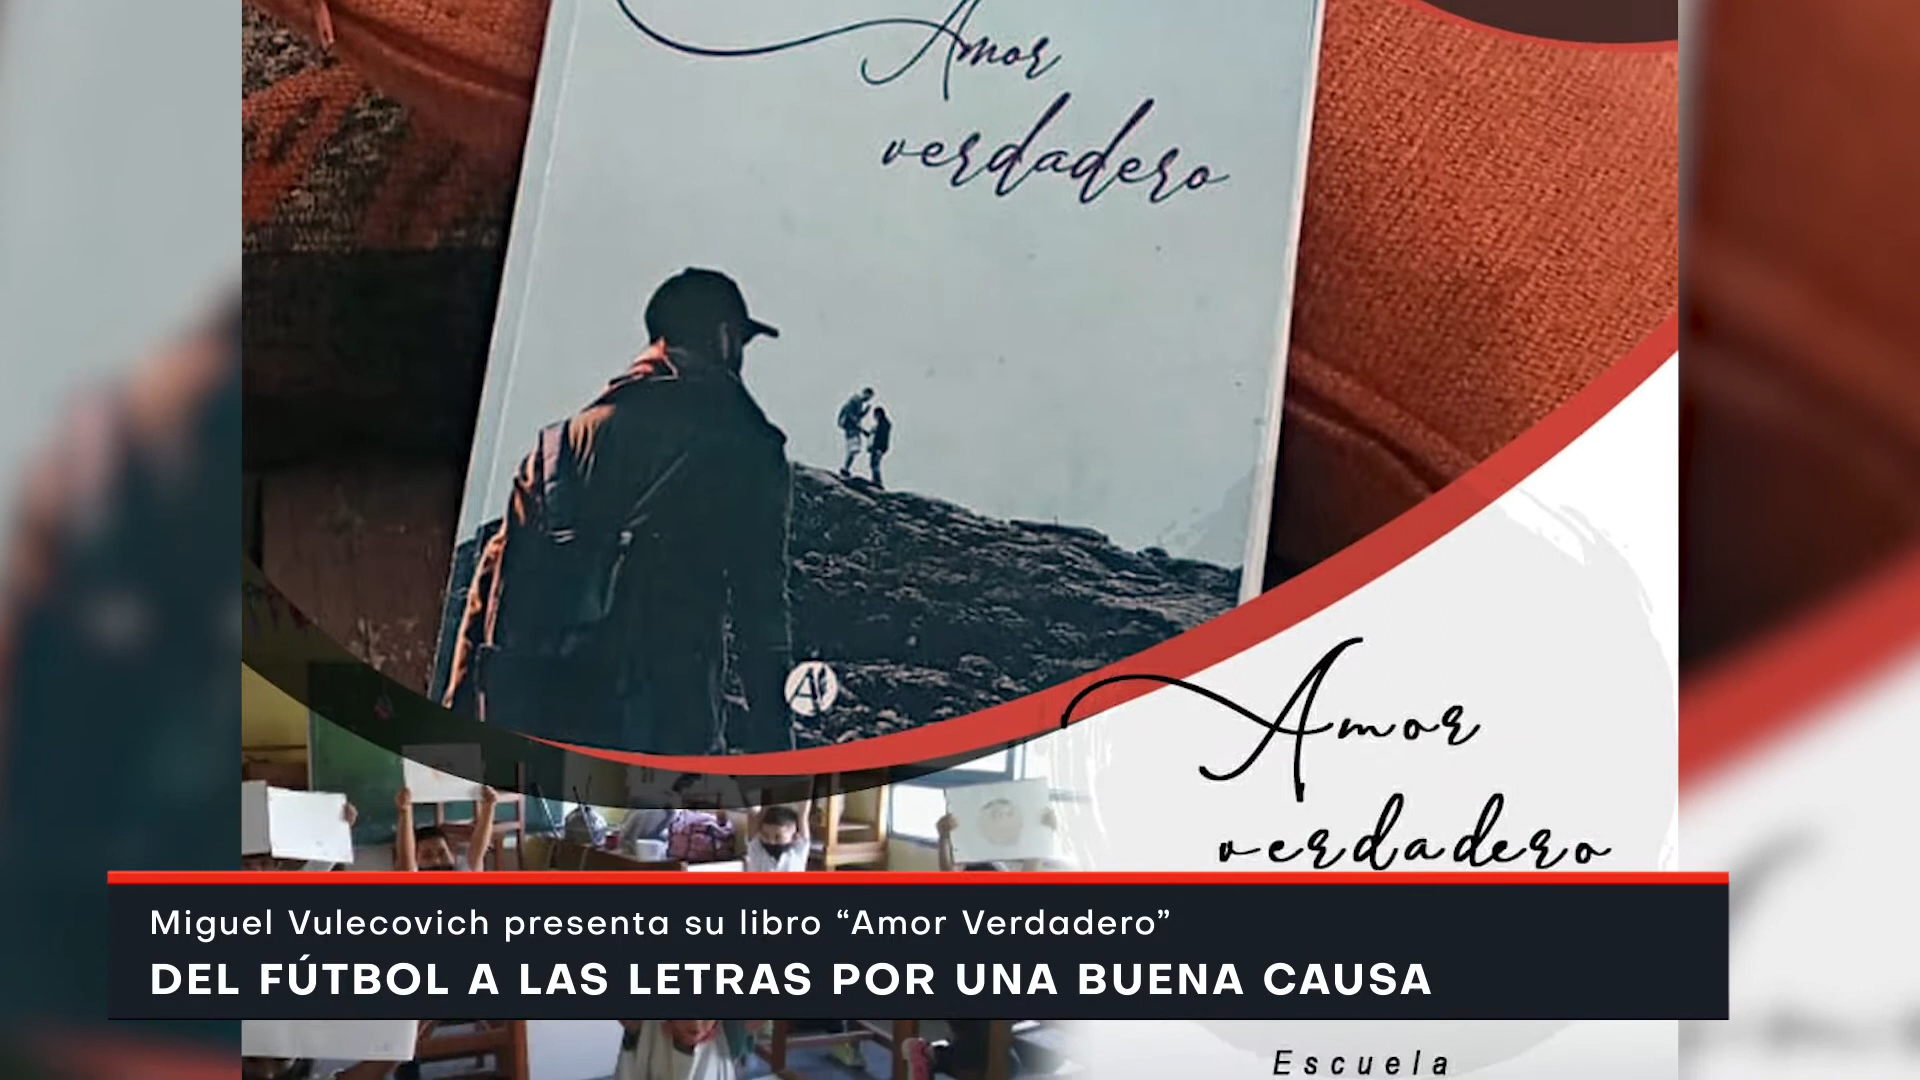 Amor
verdadero
Amor
verdadero
Miguel Vulecovich presenta su libro “Amor Verdadero”
DEL FÚTBOL A LAS LETRAS POR UNA BUENA CAUSA
Escuela